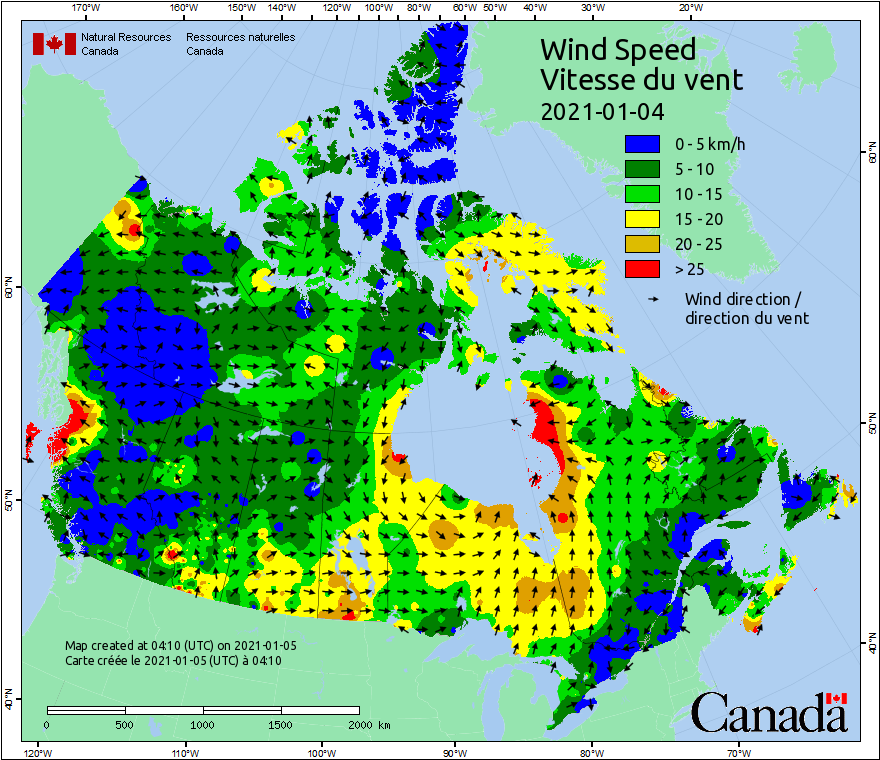 170°W 160°W 150°W 140°W 130°W 120°W 110°W 100°W 90°W 80°W 70°W 60°W 50°W 40°W 30°W 20°W
Natural Resources Ressources naturelles
Canada Canada
Wind Speed
Vitesse du vent
2021-01-04
0 - 5 km/h
5 - 10
10 - 15
15 - 20
20 - 25
> 25
Wind direction /
direction du vent
60°N
60°N
50°N
50°N
40°N
40°N
Map created at 04:10 (UTC) on 2021-01-05
Carte créée le 2021-01-05 (UTC) à 04:10
0 500 1000 1500 2000 km
Canada
120°W 110°W 100°W 90°W 80°W 70°W